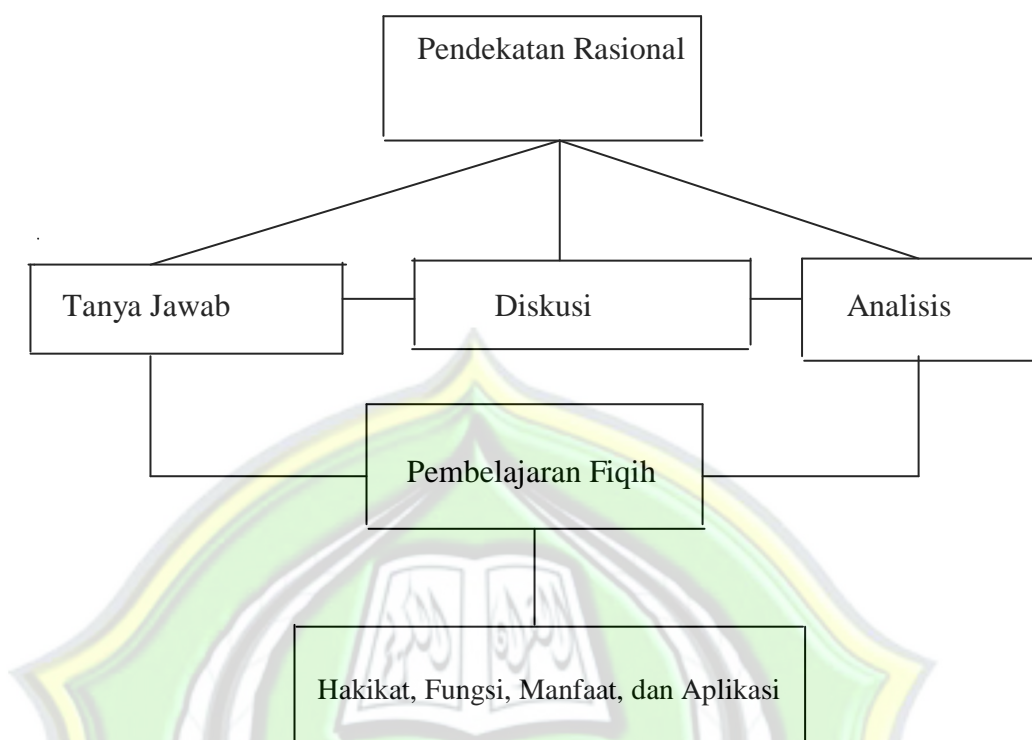 Pendekatan Rasional
Tanya Jawab
Diskusi
Analisis
Pembelajaran Fiqih
Hakikat, Fungsi, Manfaat, dan Aplikasi